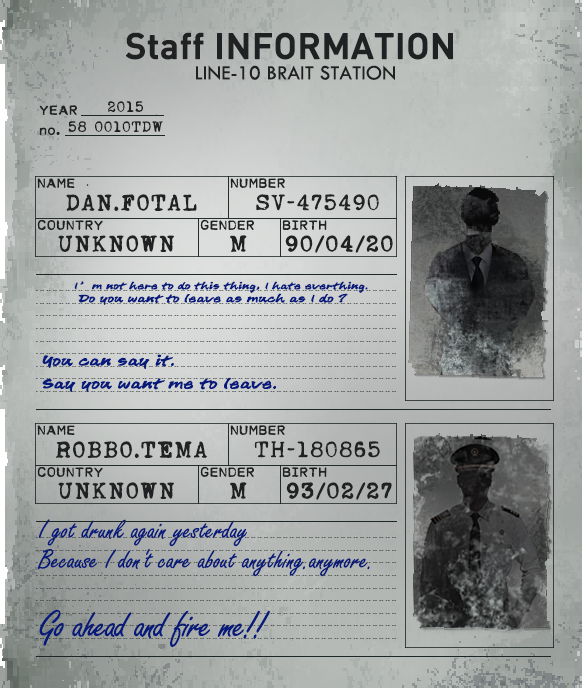 Staff INFORMATION
LINE-10 BRAIT STATION
YEAR 2015
no. 58 0010TDW
NAME NUMBER
DAN.FOTAL SV-475490
COUNTRY GENDER BIRTH
UNKNOWN M 90/04/20
I'm not here to do this thing. I hate everthing.
Do you want to leave as much as I do ?
You can say it.
Say you want me to leave.
NAME NUMBER
ROBBO.TEMA TH-180865
COUNTRY GENDER BIRTH
UNKNOWN M 93/02/27
I got drunk again yesterday
Because I don't care about anything.anymore.
Go ahead and fire me!!